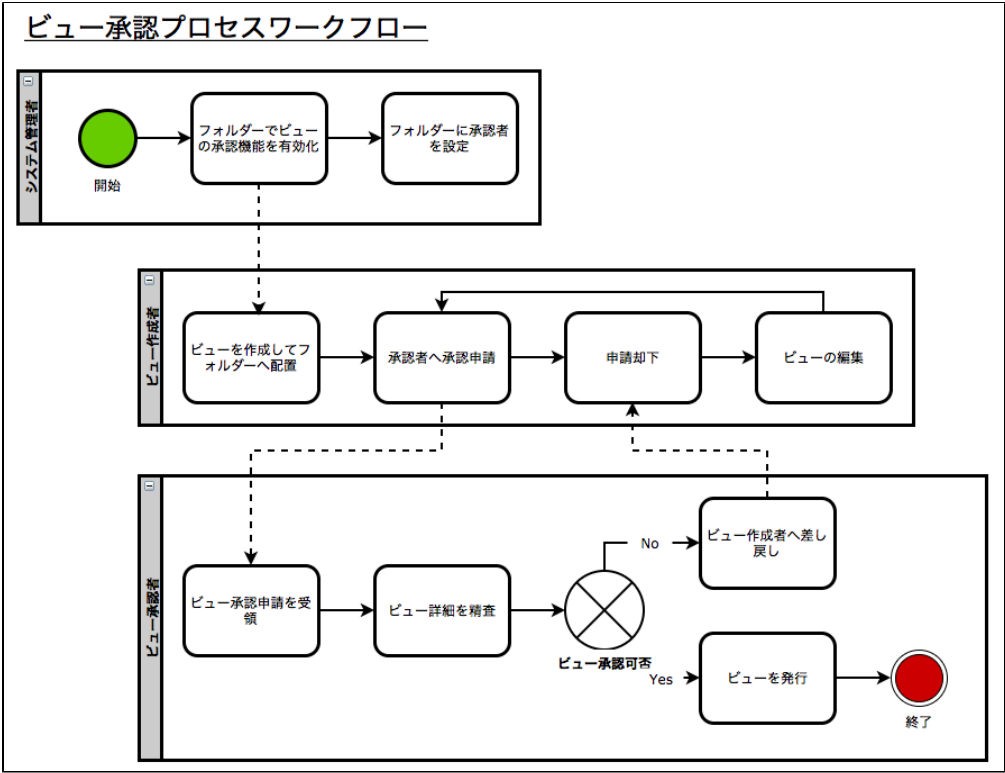 ビュー承認プロセスワークフロー
システム管理者
開始
フォルダーでビュー
の承認機能を有効化
フォルダーに承認者
を設定
ビュー作成者
ビューを作成してフ
ォルダーへ配置
承認者へ承認申請
申請却下
ビューの編集
ビュー承認者
ビュー承認申請を受
領
ビュー詳細を精査
ビュー承認可否
No
ビュー作成者へ差し
戻し
Yes
ビューを発行
終了